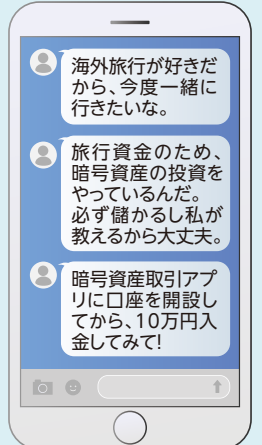 海外旅行が好きだ
から、今度一緒に
行きたいな。
旅行資金のため、
暗号資産の投資を
やっているんだ。
必ず儲かるし私が
教えるから大丈夫。
暗号資産取引アプ
リに口座を開設し
てから、10万円入
金してみて!